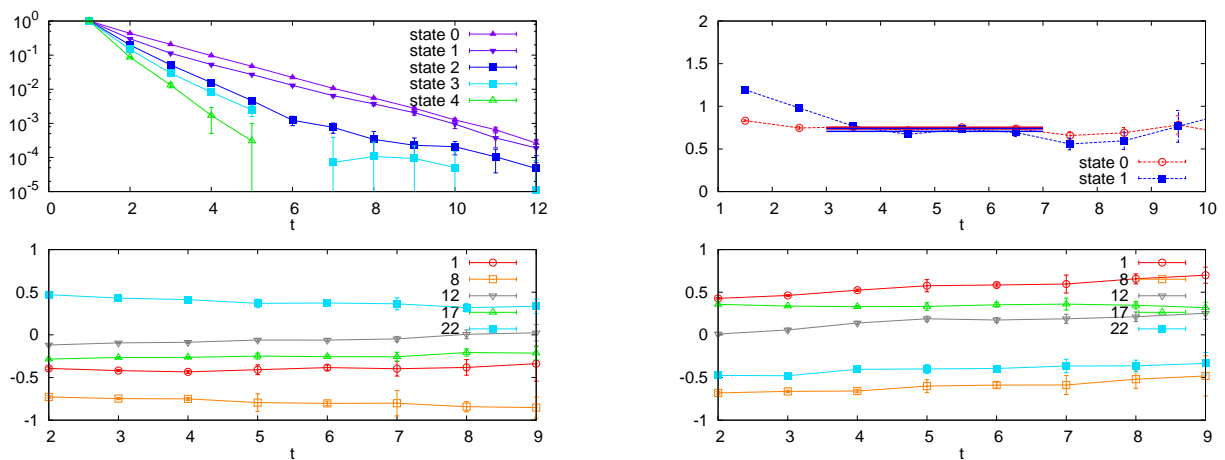 10^0
10^-1
10^-2
10^-3
10^-4
10^-5
0 2 4 6 8 10 12
t
state 0
state 1
state 2
state 3
state 4
2
1.5
1
0.5
0
1 2 3 4 5 6 7 8 9 10
t
state 0
state 1
1
0.5
0
-0.5
-1
2 3 4 5 6 7 8 9
t
1
8
12
17
22
1
0.5
0
-0.5
-1
2 3 4 5 6 7 8 9
t
1
8
12
17
22